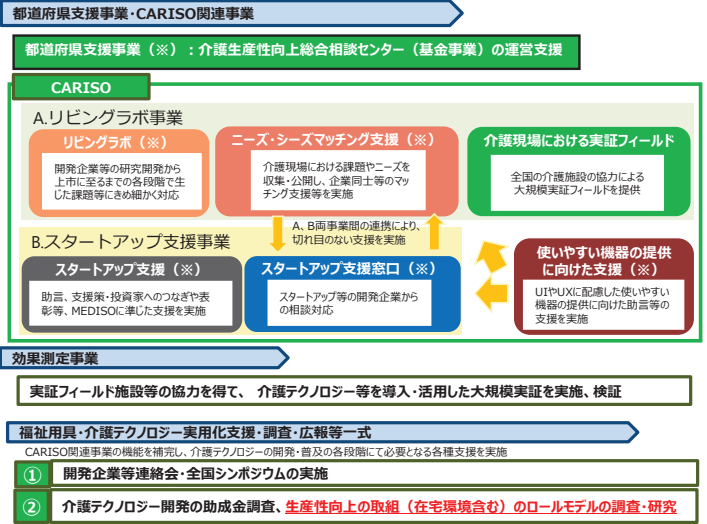 都道府県支援事業・CARISO関連事業
都道府県支援事業（※）：介護生産性向上総合相談センター（基金事業）の運営支援
CARISO
A.リビングラボ事業
リビングラボ（※）
開発企業等の研究開発から
上市に至るまでの各段階で生
じた課題等にきめ細かく対応
ニーズ・シーズマッチング支援（※）
介護現場における課題やニーズを
収集・公開し、企業同士等のマッ
チング支援等を実施
介護現場における実証フィールド
全国の介護施設の協力による
大規模実証フィールドを提供
A、B両事業間の連携により、
切れ目のない支援を実施
B.スタートアップ支援事業
スタートアップ支援（※）
助言、支援策・投資家へのつなぎや表
彰等、MEDISOに準じた支援を実施
スタートアップ支援窓口（※）
スタートアップ等の開発企業から
の相談対応
使いやすい機器の提供
に向けた支援（※）
UIやUXに配慮した使いやすい
機器の提供に向けた助言等の
支援を実施
効果測定事業
実証フィールド施設等の協力を得て、 介護テクノロジー等を導入・活用した大規模実証を実施、検証
福祉用具・介護テクノロジー実用化支援・調査・広報等一式
CARISO関連事業の機能を補完し、介護テクノロジーの開発・普及の各段階にて必要となる各種支援を実施
① 開発企業等連絡会・全国シンポジウムの実施
② 介護テクノロジー開発の助成金調査、生産性向上の取組（在宅環境含む）のロールモデルの調査・研究